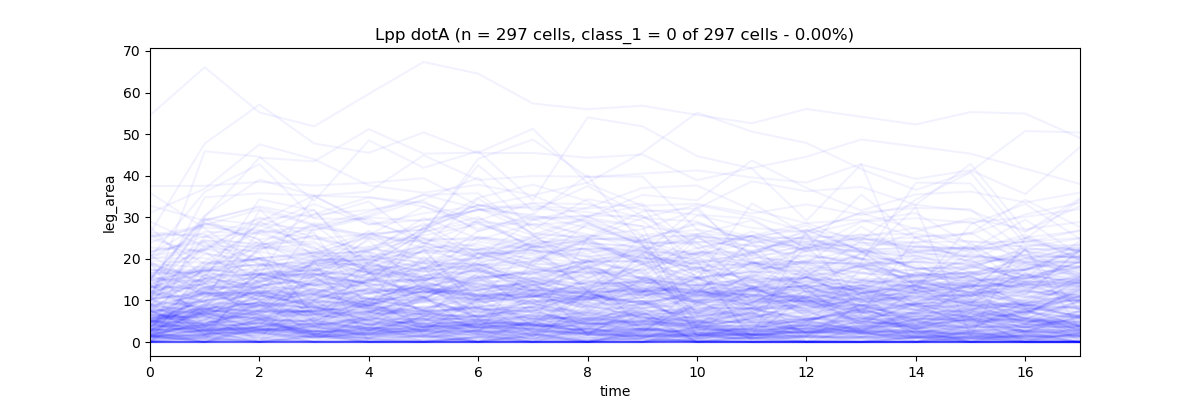 Lpp dotA (n = 297 cells, class_1 = 0 of 297 cells - 0.00%)
70
60
50
40
30
20
10
0
leg_area
0 2 4 6 8 10 12 14 16
time